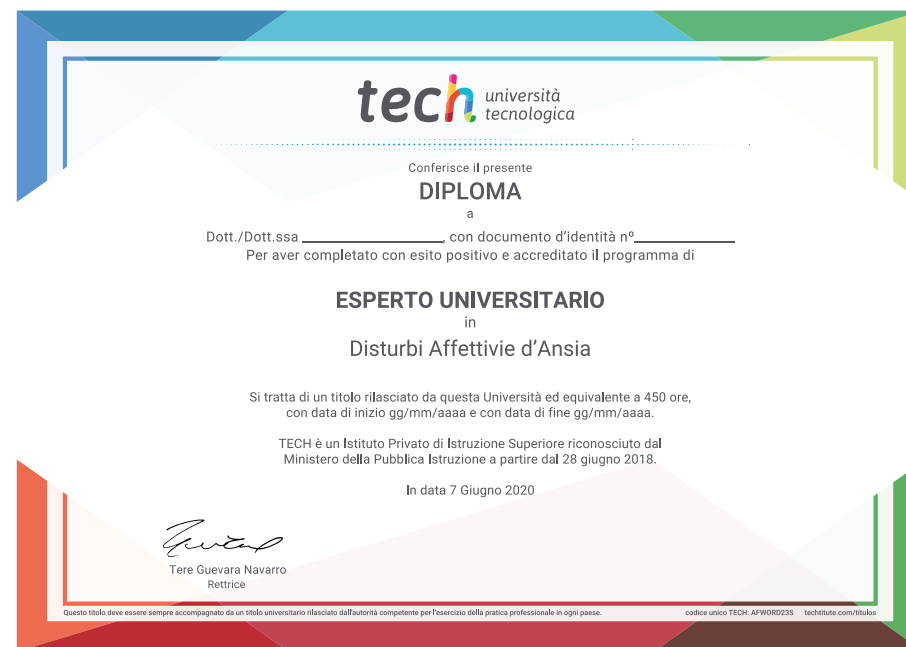 tech università
tecnologica
Conferisce il presente
DIPLOMA
a
Dott./Dott.ssa ____________________, con documento d'identità nº______________
Per aver completato con esito positivo e accreditato il programma di
ESPERTO UNIVERSITARIO
in
Disturbi Affettivie d'Ansia
Si tratta di un titolo rilasciato da questa Università ed equivalente a 450 ore,
con data di inizio gg/mm/aaaa e con data di fine gg/mm/aaaa.
TECH è un Istituto Privato di Istruzione Superiore riconosciuto dal
Ministero della Pubblica Istruzione a partire dal 28 giugno 2018.
In data 7 Giugno 2020
Tere Guevara Navarro
Rettrice
Questo titolo deve essere sempre accompagnato da un titolo universitario rilasciato dall'autorità competente per l'esercizio della pratica professionale in ogni paese. codice unico TECH: AFWORD23S techtitute.com/títulos